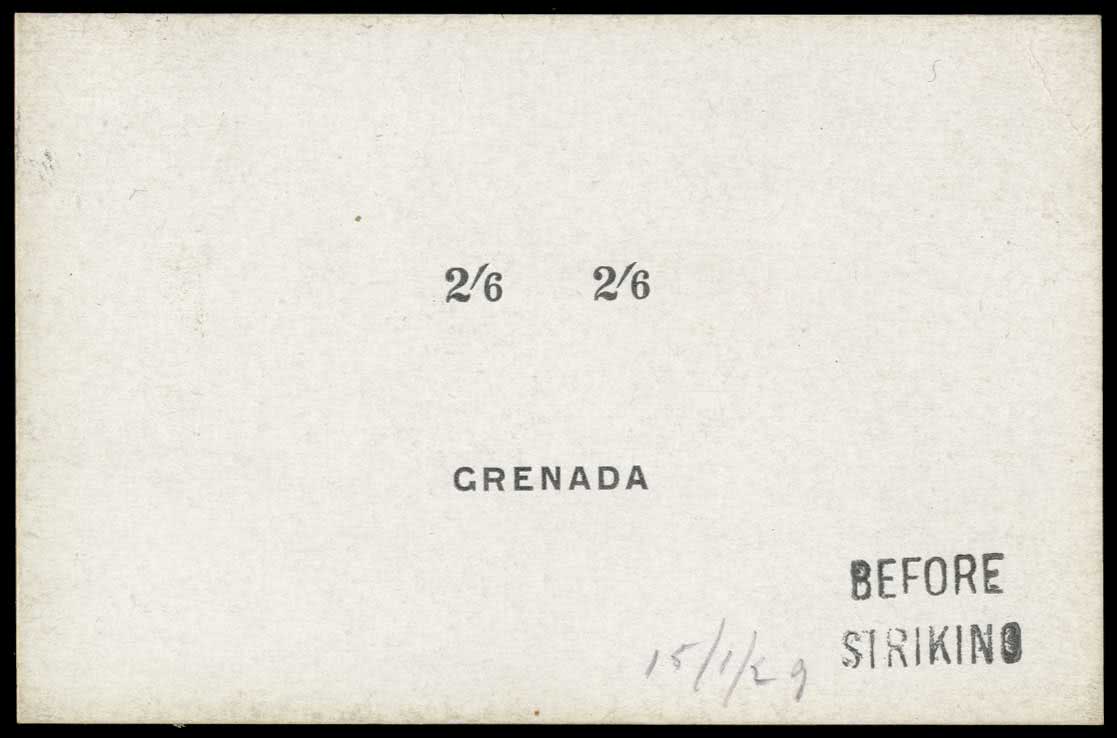 2/6 2/6
GRENADA
BEFORE
STRIKING
15/1/29